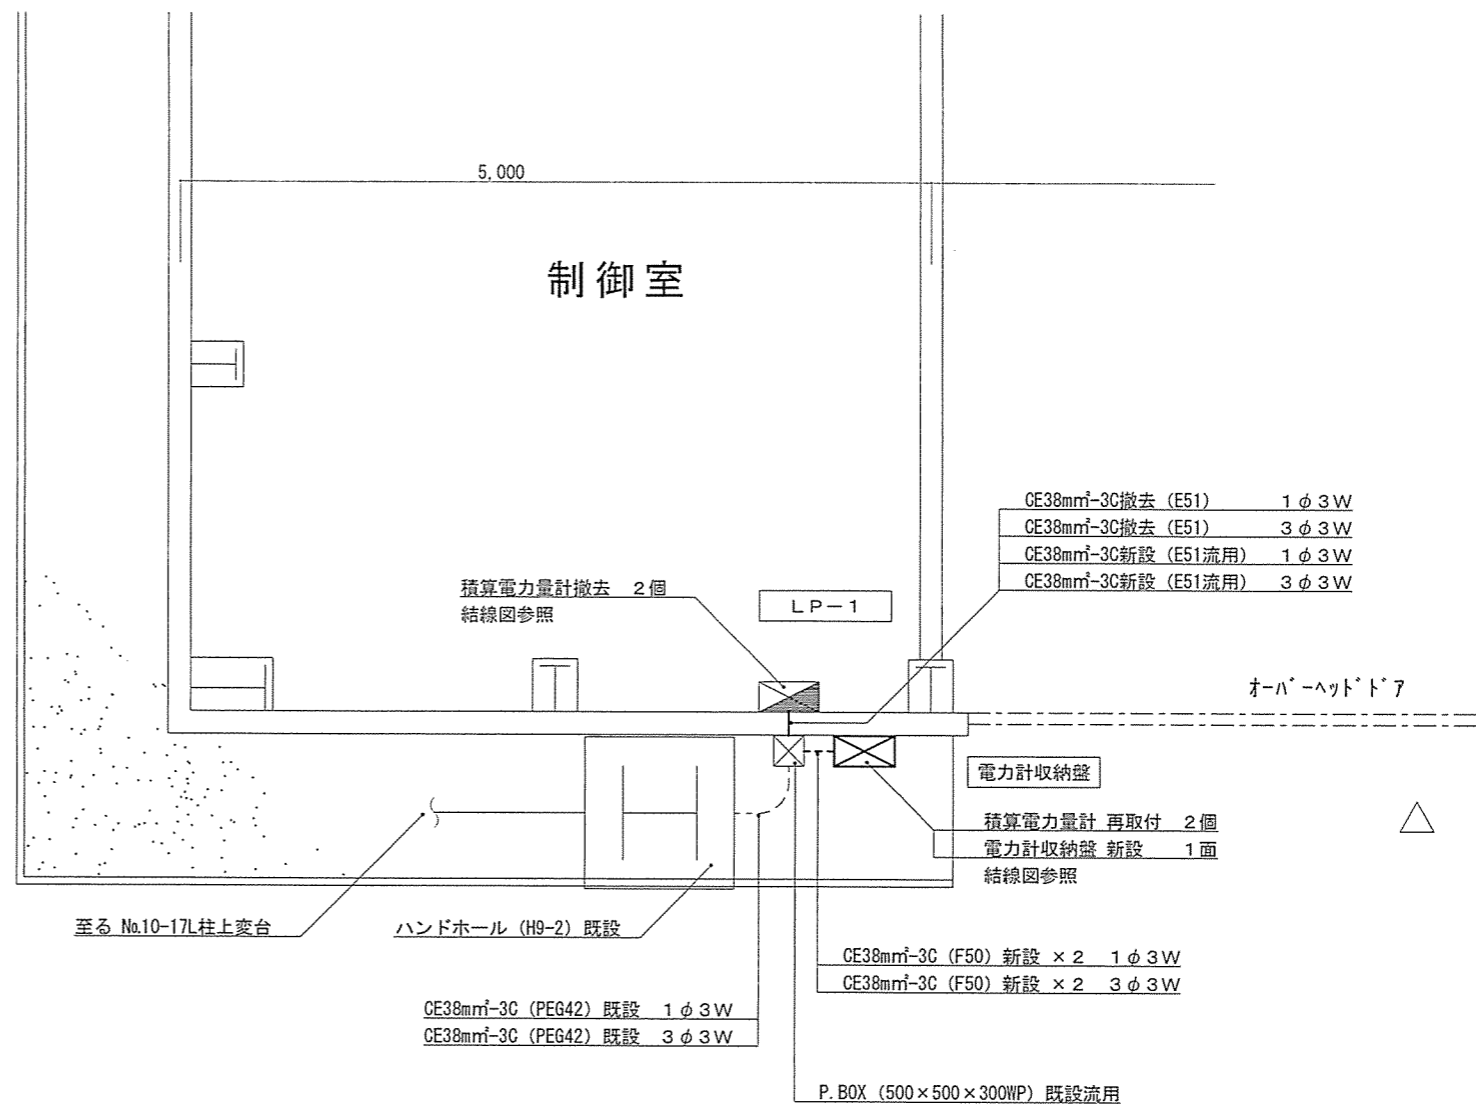 5,000
制御室
CE38mm²-3C撤去 (E51) 1φ3W
CE38mm²-3C撤去 (E51) 3φ3W
CE38mm²-3C新設 (E51流用) 1φ3W
CE38mm²-3C新設 (E51流用) 3φ3W
積算電力量計撤去 2個
結線図参照
LP-1
オーバーヘッドドア
電力計収納盤
積算電力量計 再取付 2個
電力計収納盤 新設 1面
結線図参照
至る No.10-17L柱上変台
ハンドホール (H9-2) 既設
CE38mm²-3C (F50) 新設 ×2 1φ3W
CE38mm²-3C (F50) 新設 ×2 3φ3W
CE38mm²-3C (PEG42) 既設 1φ3W
CE38mm²-3C (PEG42) 既設 3φ3W
P.BOX (500×500×300WP) 既設流用